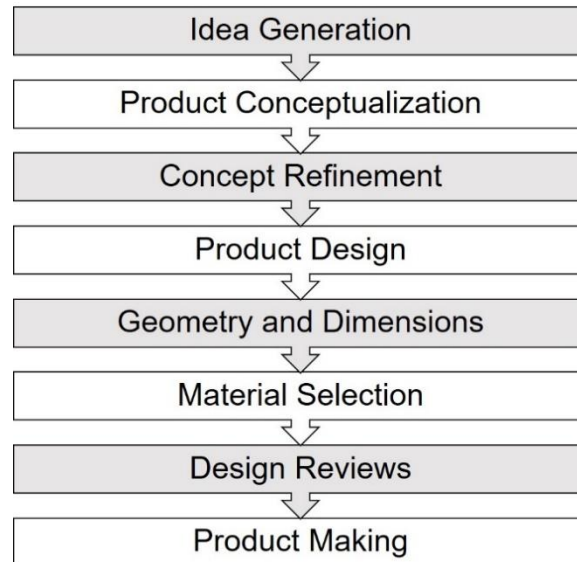 Idea Generation
Product Conceptualization
Concept Refinement
Product Design
Geometry and Dimensions
Material Selection
Design Reviews
Product Making